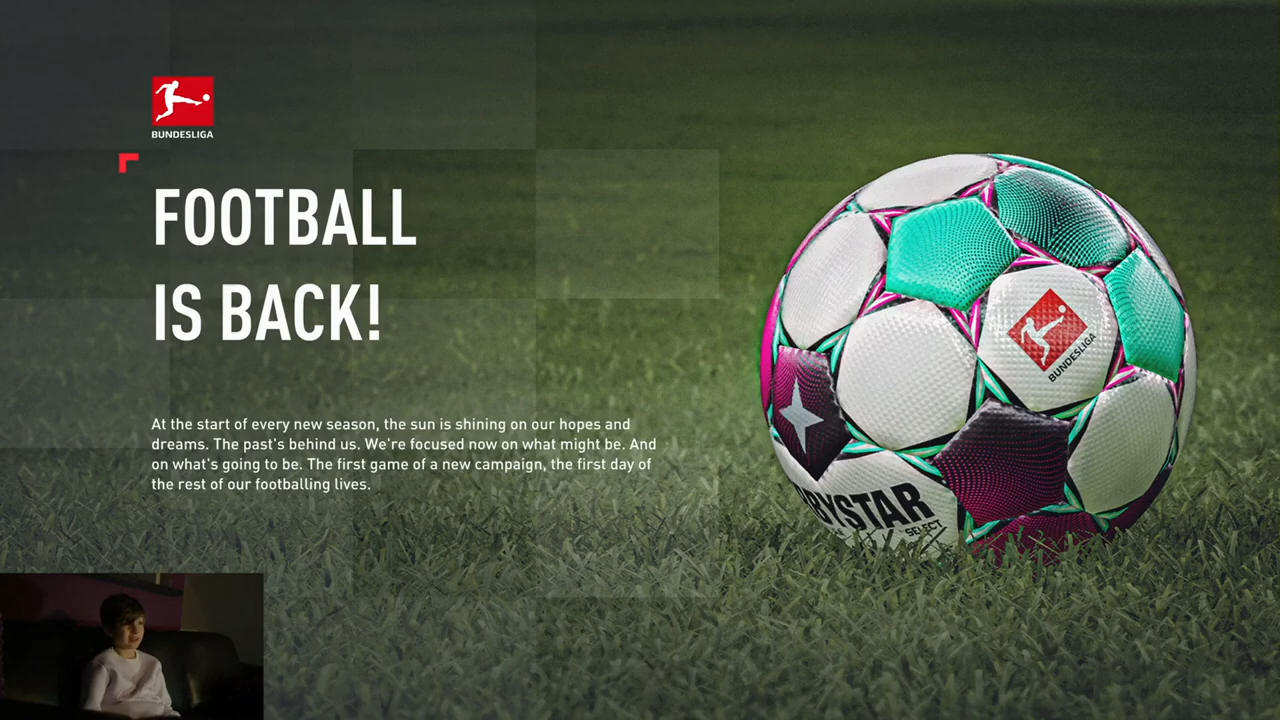 BUNDESLIGA
FOOTBALL
IS BACK!
At the start of every new season, the sun is shining on our hopes and
dreams. The past's behind us. We're focused now on what might be. And
on what's going to be. The first game of a new campaign, the first day of
the rest of our footballing lives.
BUNDESLIGA
BYSTAR
SELECT